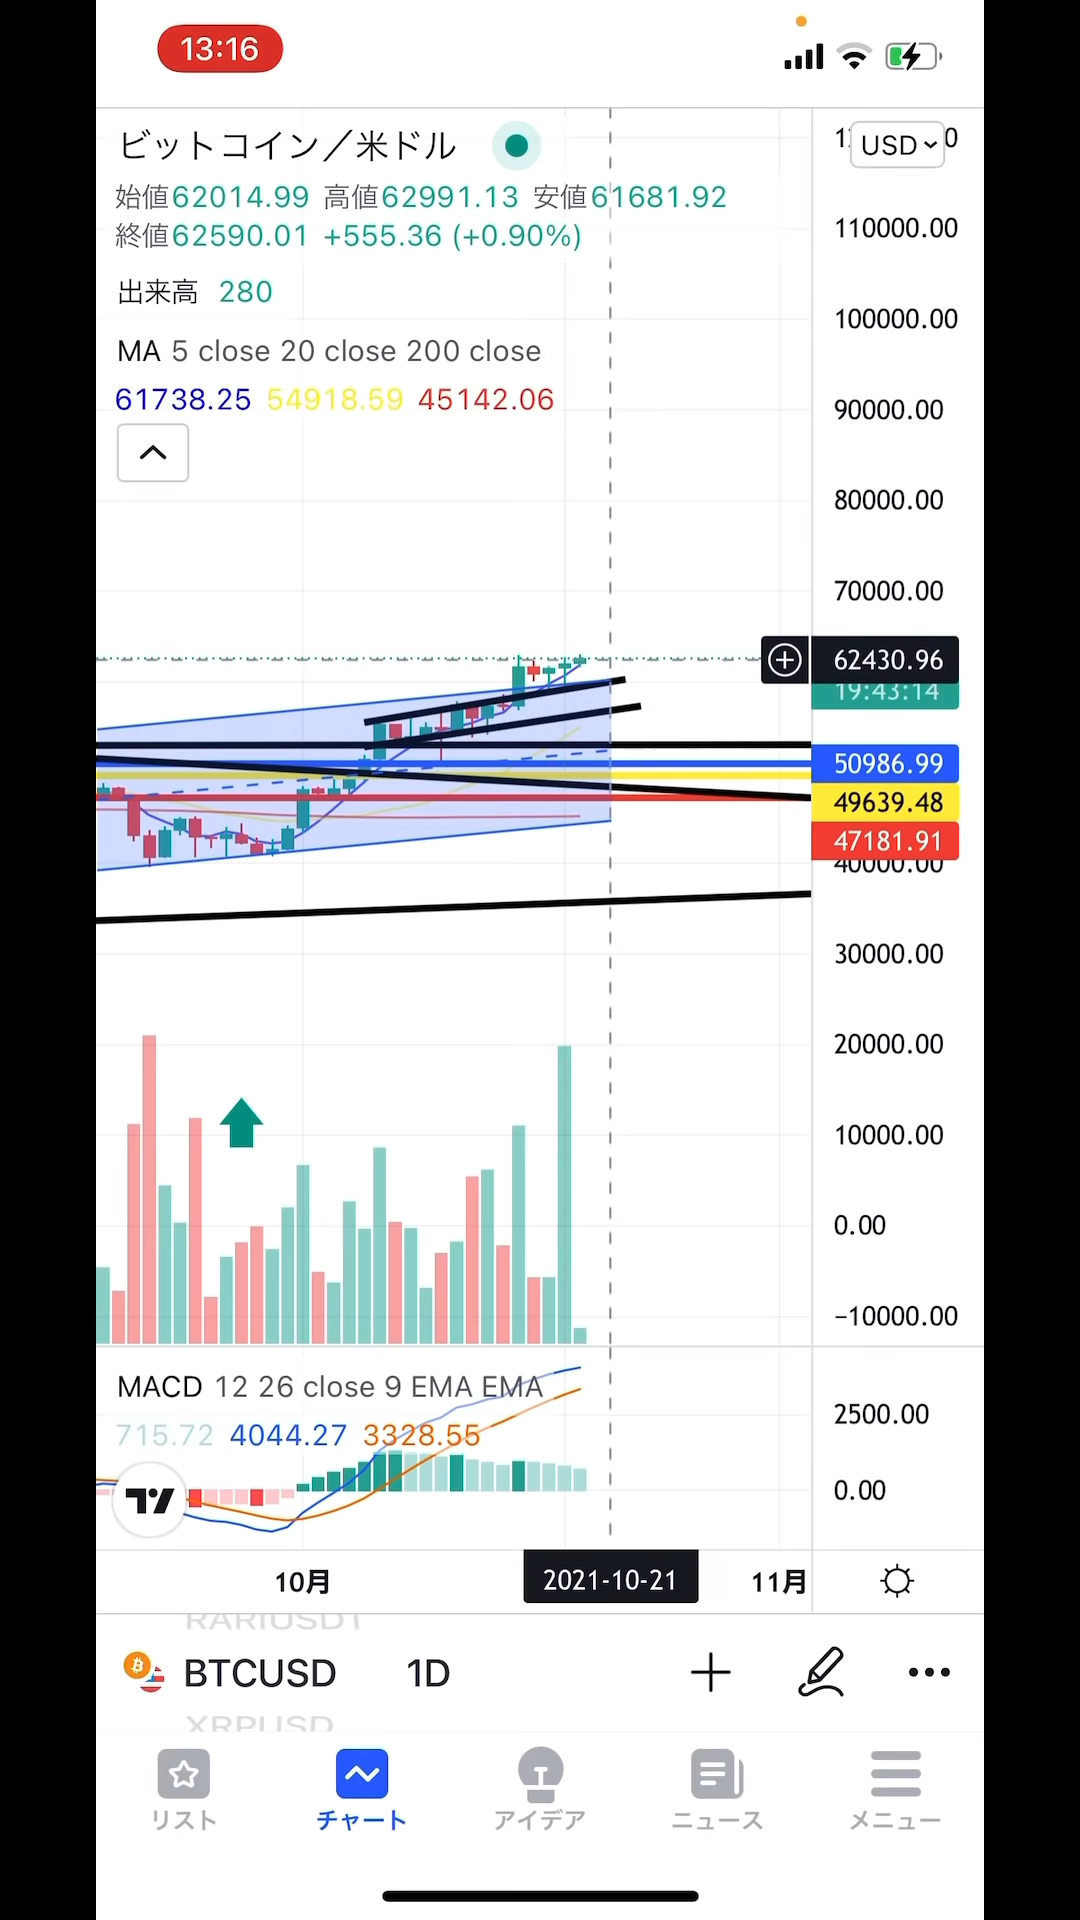 13:16
ビットコイン／米ドル
USD
始値62014.99 高値62991.13 安値61681.92
終値62590.01 +555.36 (+0.90%)
出来高 280
MA 5 close 20 close 200 close
61738.25 54918.59 45142.06
110000.00
100000.00
90000.00
80000.00
70000.00
62430.96
19:43:14
50986.99
49639.48
47181.91
40000.00
30000.00
20000.00
10000.00
0.00
−10000.00
MACD 12 26 close 9 EMA EMA
715.72 4044.27 3328.55
2500.00
0.00
10月 2021-10-21 11月
RARIUSDT
BTCUSD 1D
XRPUSD
リスト チャート アイデア ニュース メニュー